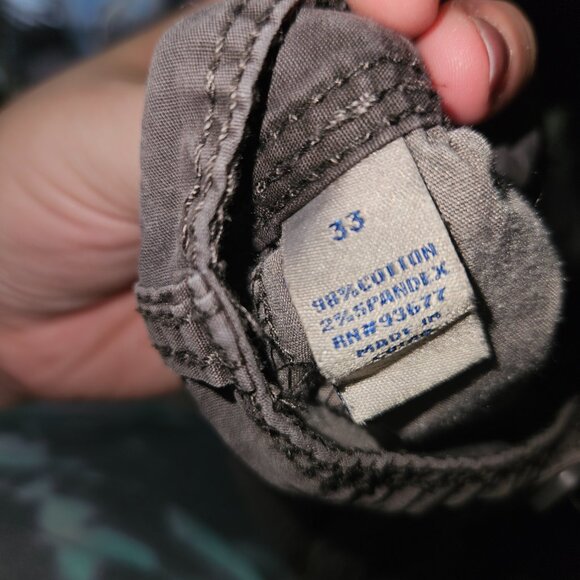 33
98%COTTON
2%SPANDEX
RN#93677
MADE IN